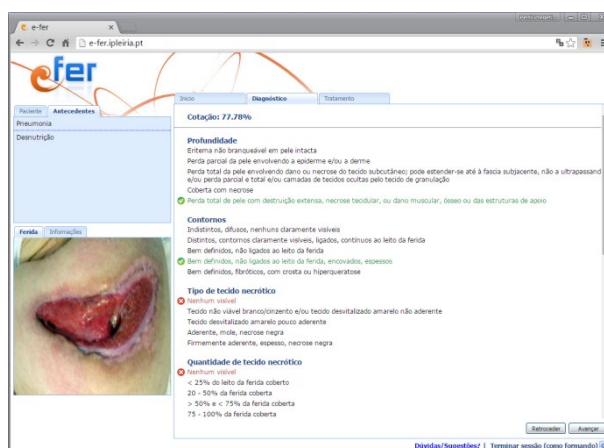 e-fer
e-fer.ipleiria.pt
efer
Início Diagnóstico Tratamento
Paciente Antecedentes
Pneumonia
Desnutrição
Ferida Informações
Cotação: 77.78%
Profundidade
Eritema não branqueável em pele intacta
Perda parcial da pele envolvendo a epiderme e/ou a derme
Perda total da pele envolvendo dano ou necrose do tecido subcutâneo; pode estender-se até à fascia subjacente, não a ultrapassand
e/ou perda parcial e total e/ou camadas de tecidos ocultas pelo tecido de granulação
Coberta com necrose
Perda total de pele com destruição extensa, necrose tecidular, ou dano muscular, ósseo ou das estruturas de apoio
Contornos
Indistintos, difusos, nenhuns claramente visíveis
Distintos, contornos claramente visíveis, ligados, contínuos ao leito da ferida
Bem definidos, não ligados ao leito da ferida
Bem definidos, não ligados ao leito da ferida, encovados, espessos
Bem definidos, fibróticos, com crosta ou hiperqueratose
Tipo de tecido necrótico
Nenhum visível
Tecido não viável branco/cinzento e/ou tecido desvitalizado amarelo não aderente
Tecido desvitalizado amarelo pouco aderente
Aderente, mole, necrose negra
Firmemente aderente, espesso, necrose negra
Quantidade de tecido necrótico
Nenhum visível
< 25% do leito da ferida coberto
20 - 50% da ferida coberta
> 50% e < 75% da ferida coberta
75 - 100% da ferida coberta
Retroceder Avançar
Dúvidas/Sugestões? | Terminar sessão (como formando)